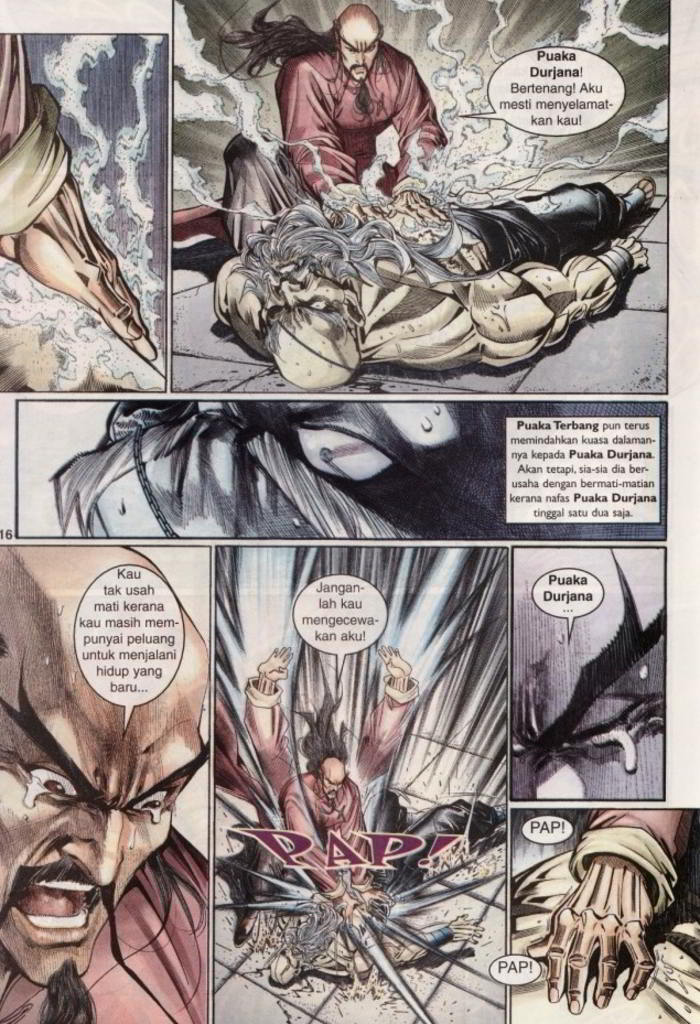 Puaka
Durjana!
Bertenang! Aku
mesti menyelamat-
kan kau!
Puaka Terbang pun terus
memindahkan kuasa dalaman-
nya kepada Puaka Durjana.
Akan tetapi, sia-sia dia ber-
usaha dengan bermati-matian
kerana nafas Puaka Durjana
tinggal satu dua saja.
16
Kau
tak usah
mati kerana
kau masih mem-
punyai peluang
untuk menjalani
hidup yang
baru...
Jangan-
lah kau
mengecewa-
kan aku!
PAP!
Puaka
Durjana
...
PAP!
PAP!